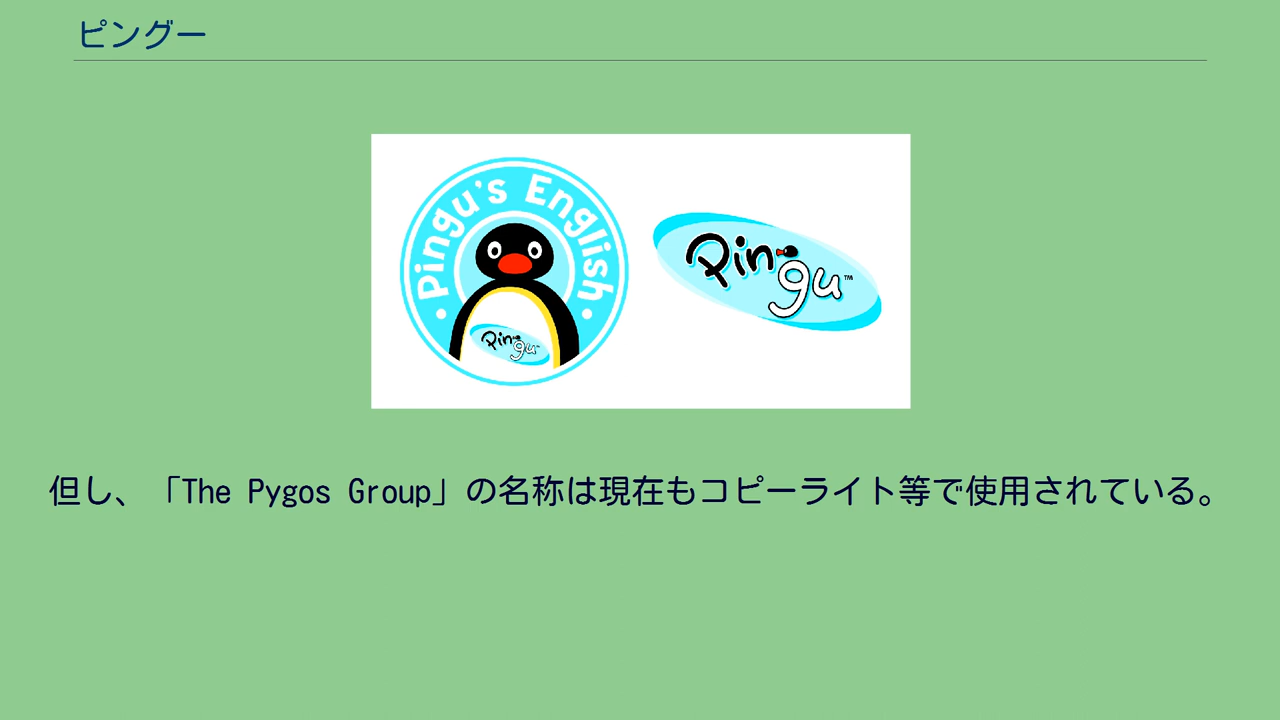 ピングー
Pingu's English
Pingu
Pingu™
但し、「The Pygos Group」の名称は現在もコピーライト等で使用されている。